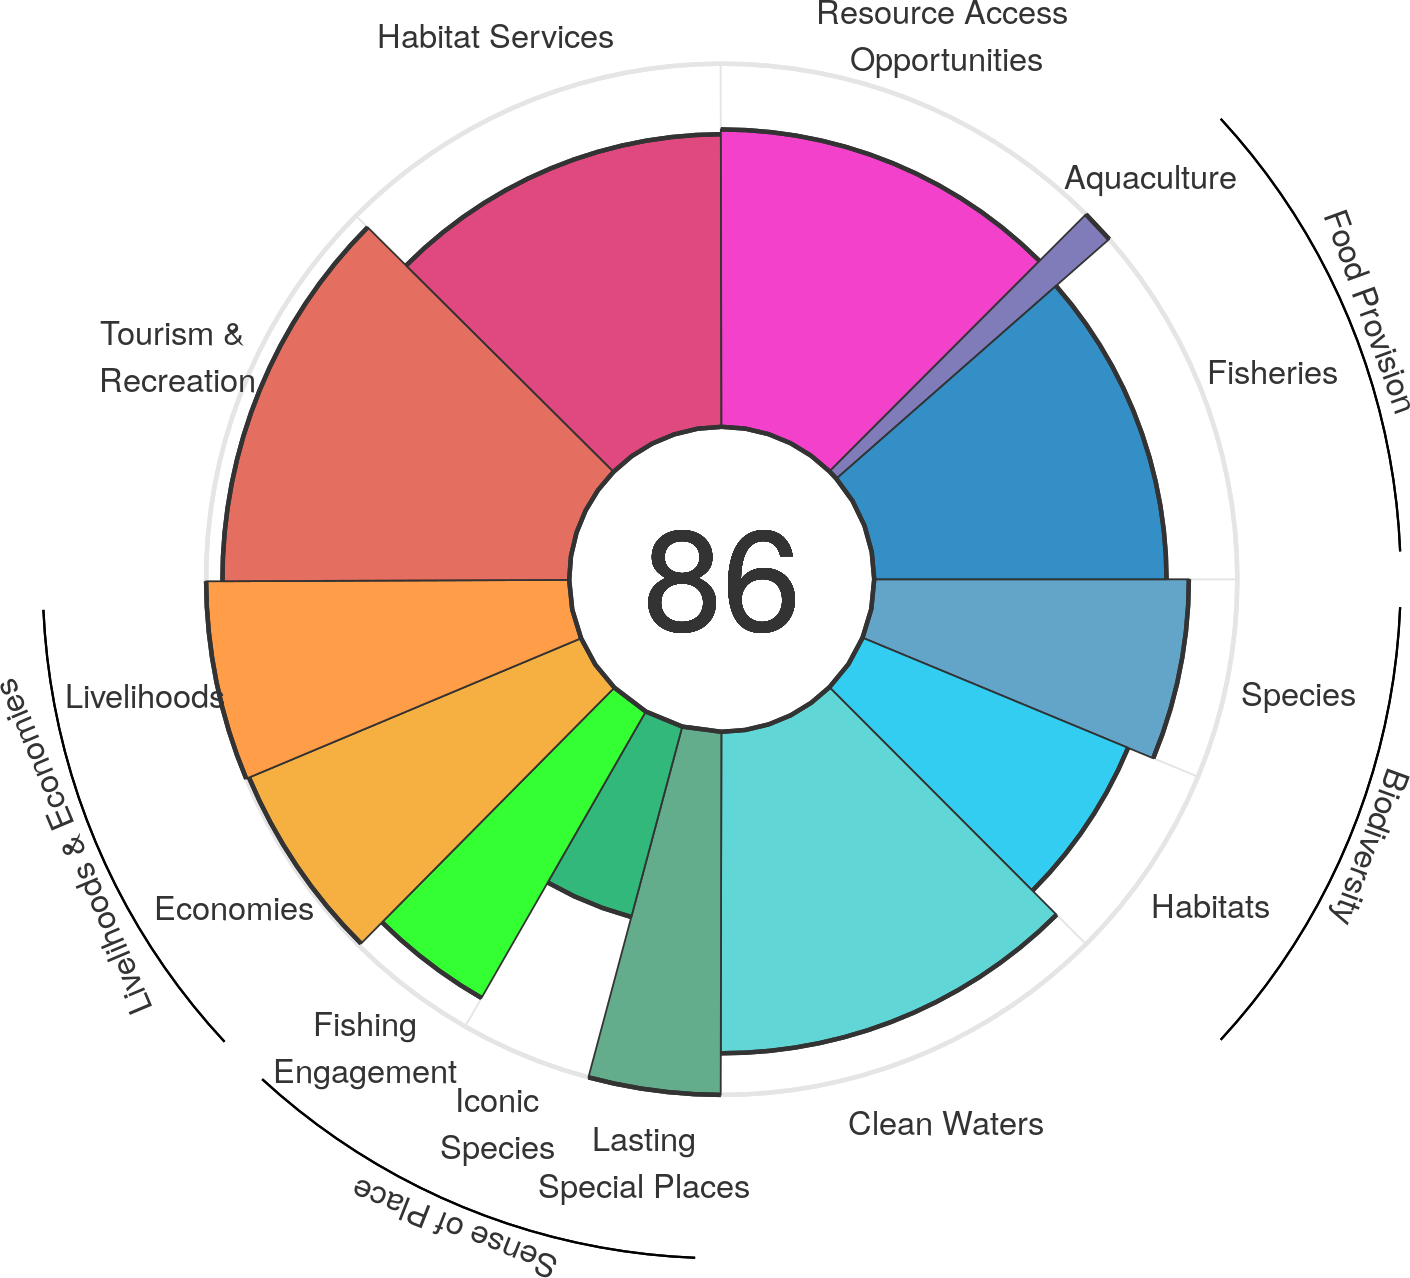 Resource Access
Opportunities
Habitat Services
Aquaculture
Food Provision
Fisheries
Tourism &
Recreation
86
Species
Livelihoods
Livelihoods & Economies
Biodiversity
Habitats
Economies
Fishing
Engagement
Iconic
Species
Lasting
Special Places
Clean Waters
Sense of Place